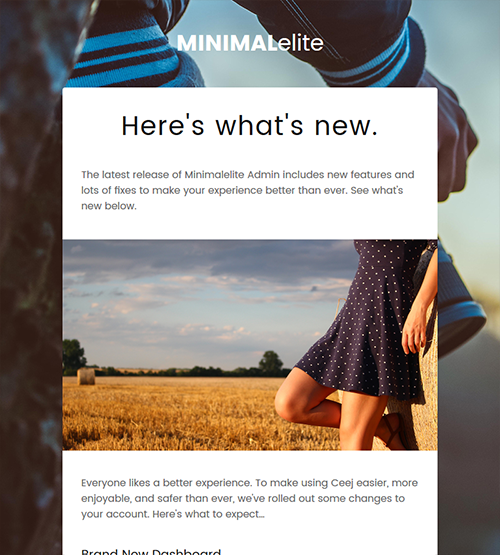 MINIMALelite
Here's what's new.
The latest release of Minimalelite Admin includes new features and
lots of fixes to make your experience better than ever. See what's
new below.
Everyone likes a better experience. To make using Ceej easier, more
enjoyable, and safer than ever, we've rolled out some changes to
your account. Here's what to expect...
Brand New Dashboard